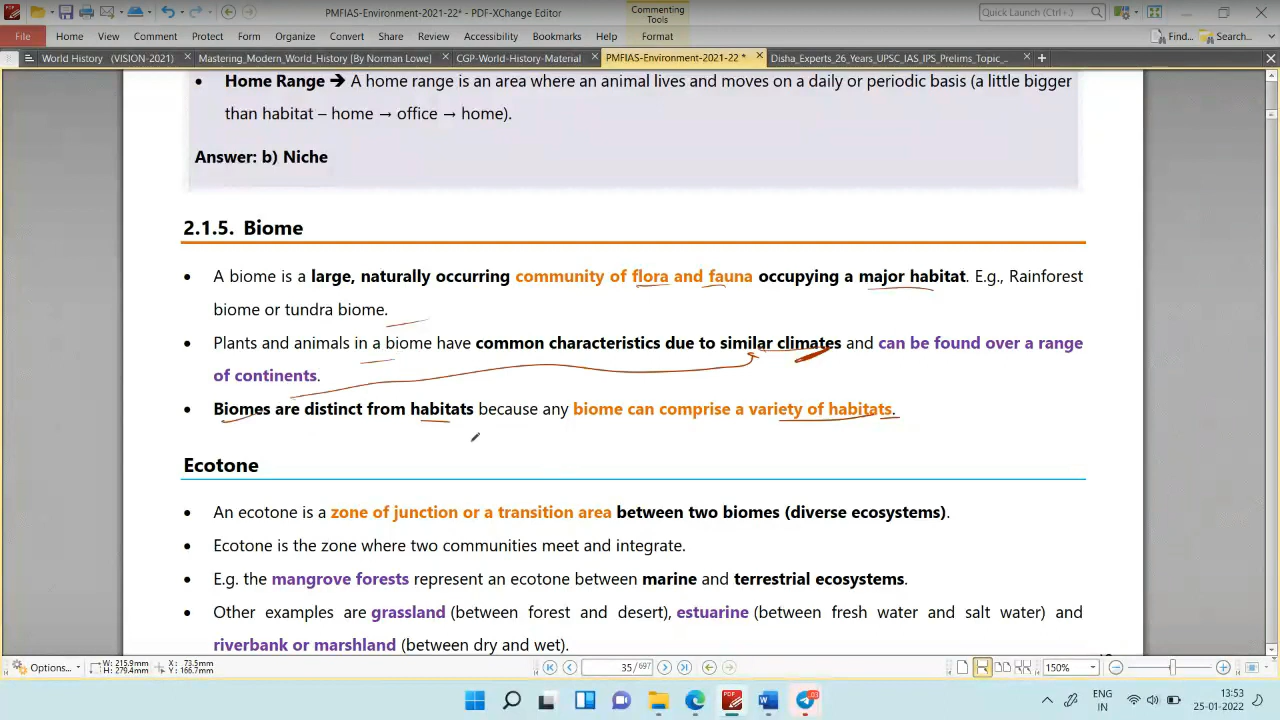 PMFIAS-Environment-2021-22* - PDF-XChange Editor
Commenting Tools
Quick Launch (Ctrl+.)
File Home View Comment Protect Form Organize Convert Share Review Accessibility Bookmarks Help Format Find... Search...
World History (VISION-2021) × Mastering_Modern_World_History [By Norman Lowe] × CGP-World-History-Material × PMFIAS-Environment-2021-22 * × Disha_Experts_26_Years_UPSC_IAS_IPS_Prelims_Topic_... ×
• Home Range ➔ A home range is an area where an animal lives and moves on a daily or periodic basis (a little bigger
than habitat – home → office → home).
Answer: b) Niche
2.1.5. Biome
• A biome is a large, naturally occurring community of flora and fauna occupying a major habitat. E.g., Rainforest
biome or tundra biome.
• Plants and animals in a biome have common characteristics due to similar climates and can be found over a range
of continents.
• Biomes are distinct from habitats because any biome can comprise a variety of habitats.
Ecotone
• An ecotone is a zone of junction or a transition area between two biomes (diverse ecosystems).
• Ecotone is the zone where two communities meet and integrate.
• E.g. the mangrove forests represent an ecotone between marine and terrestrial ecosystems.
• Other examples are grassland (between forest and desert), estuarine (between fresh water and salt water) and
riverbank or marshland (between dry and wet).
Options... W: 215.9mm H: 279.4mm X: 73.5mm Y: 166.7mm 35 / 697 150%
ENG IN 13:53 25-01-2022